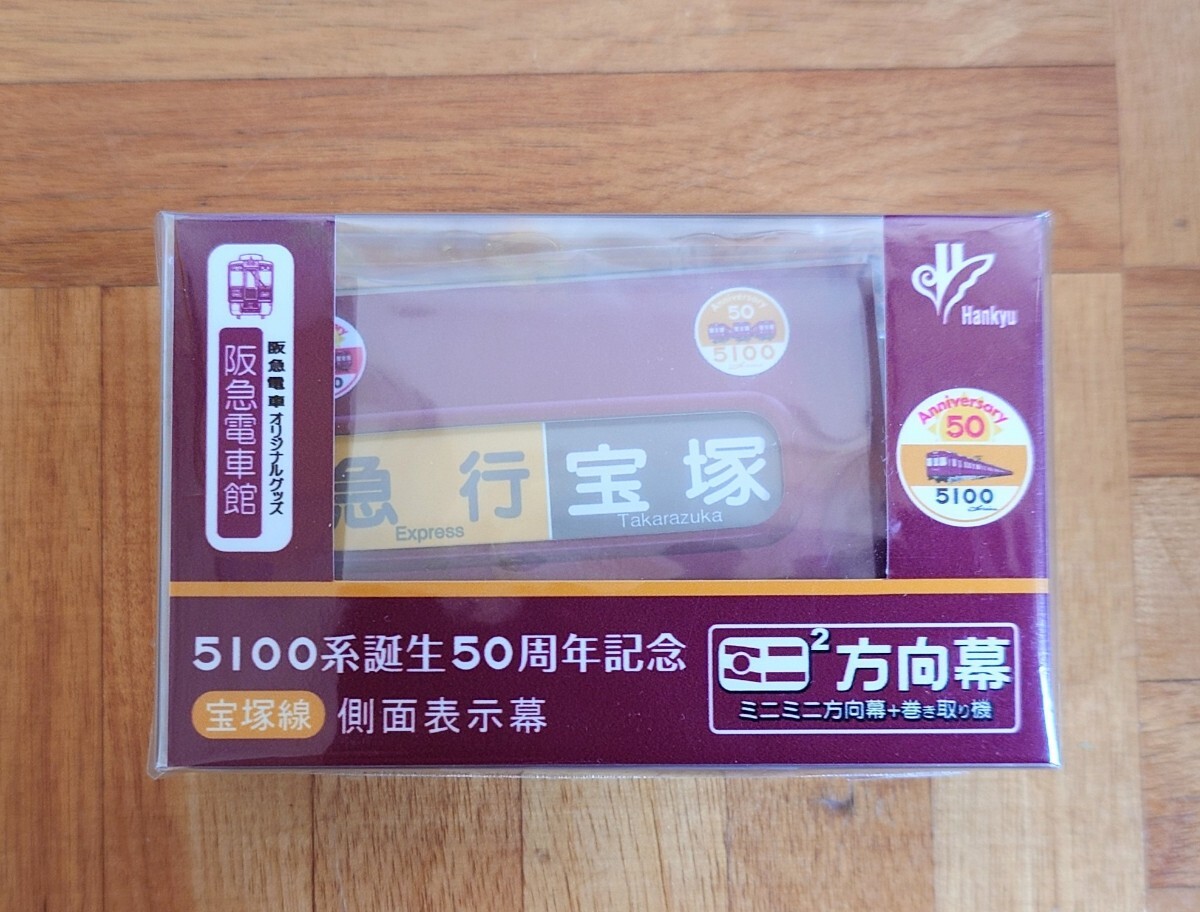 阪急電車オリジナルグッズ
阪急電車館
Anniversary
50
5100
急行
Express
宝塚
Takarazuka
Hankyu
Anniversary
50
5100
5100系誕生50周年記念
宝塚線 側面表示幕
ミニ²方向幕
ミニミニ方向幕+巻き取り機